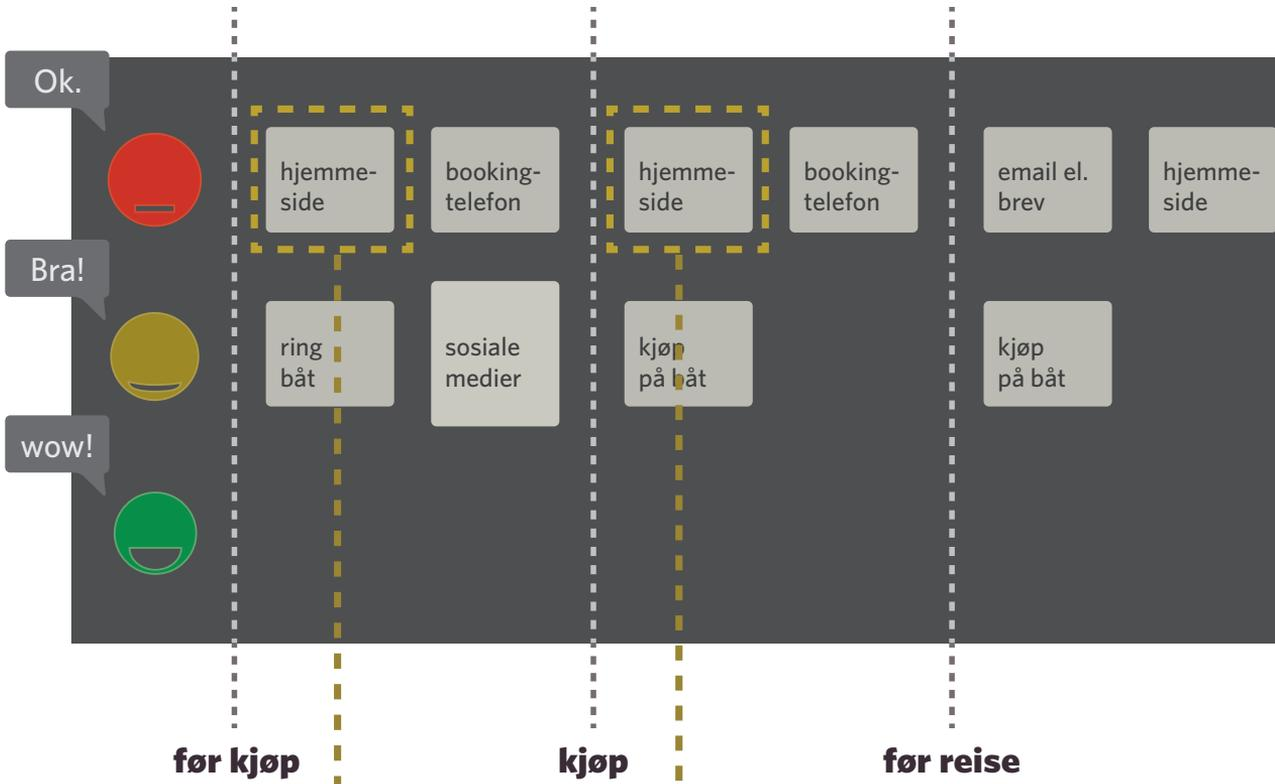 Ok.
hjemme-
side
booking-
telefon
hjemme-
side
booking-
telefon
email el.
brev
hjemme-
side
Bra!
ring
båt
sosiale
medier
kjøp
på båt
kjøp
på båt
wow!
før kjøp
kjøp
før reise